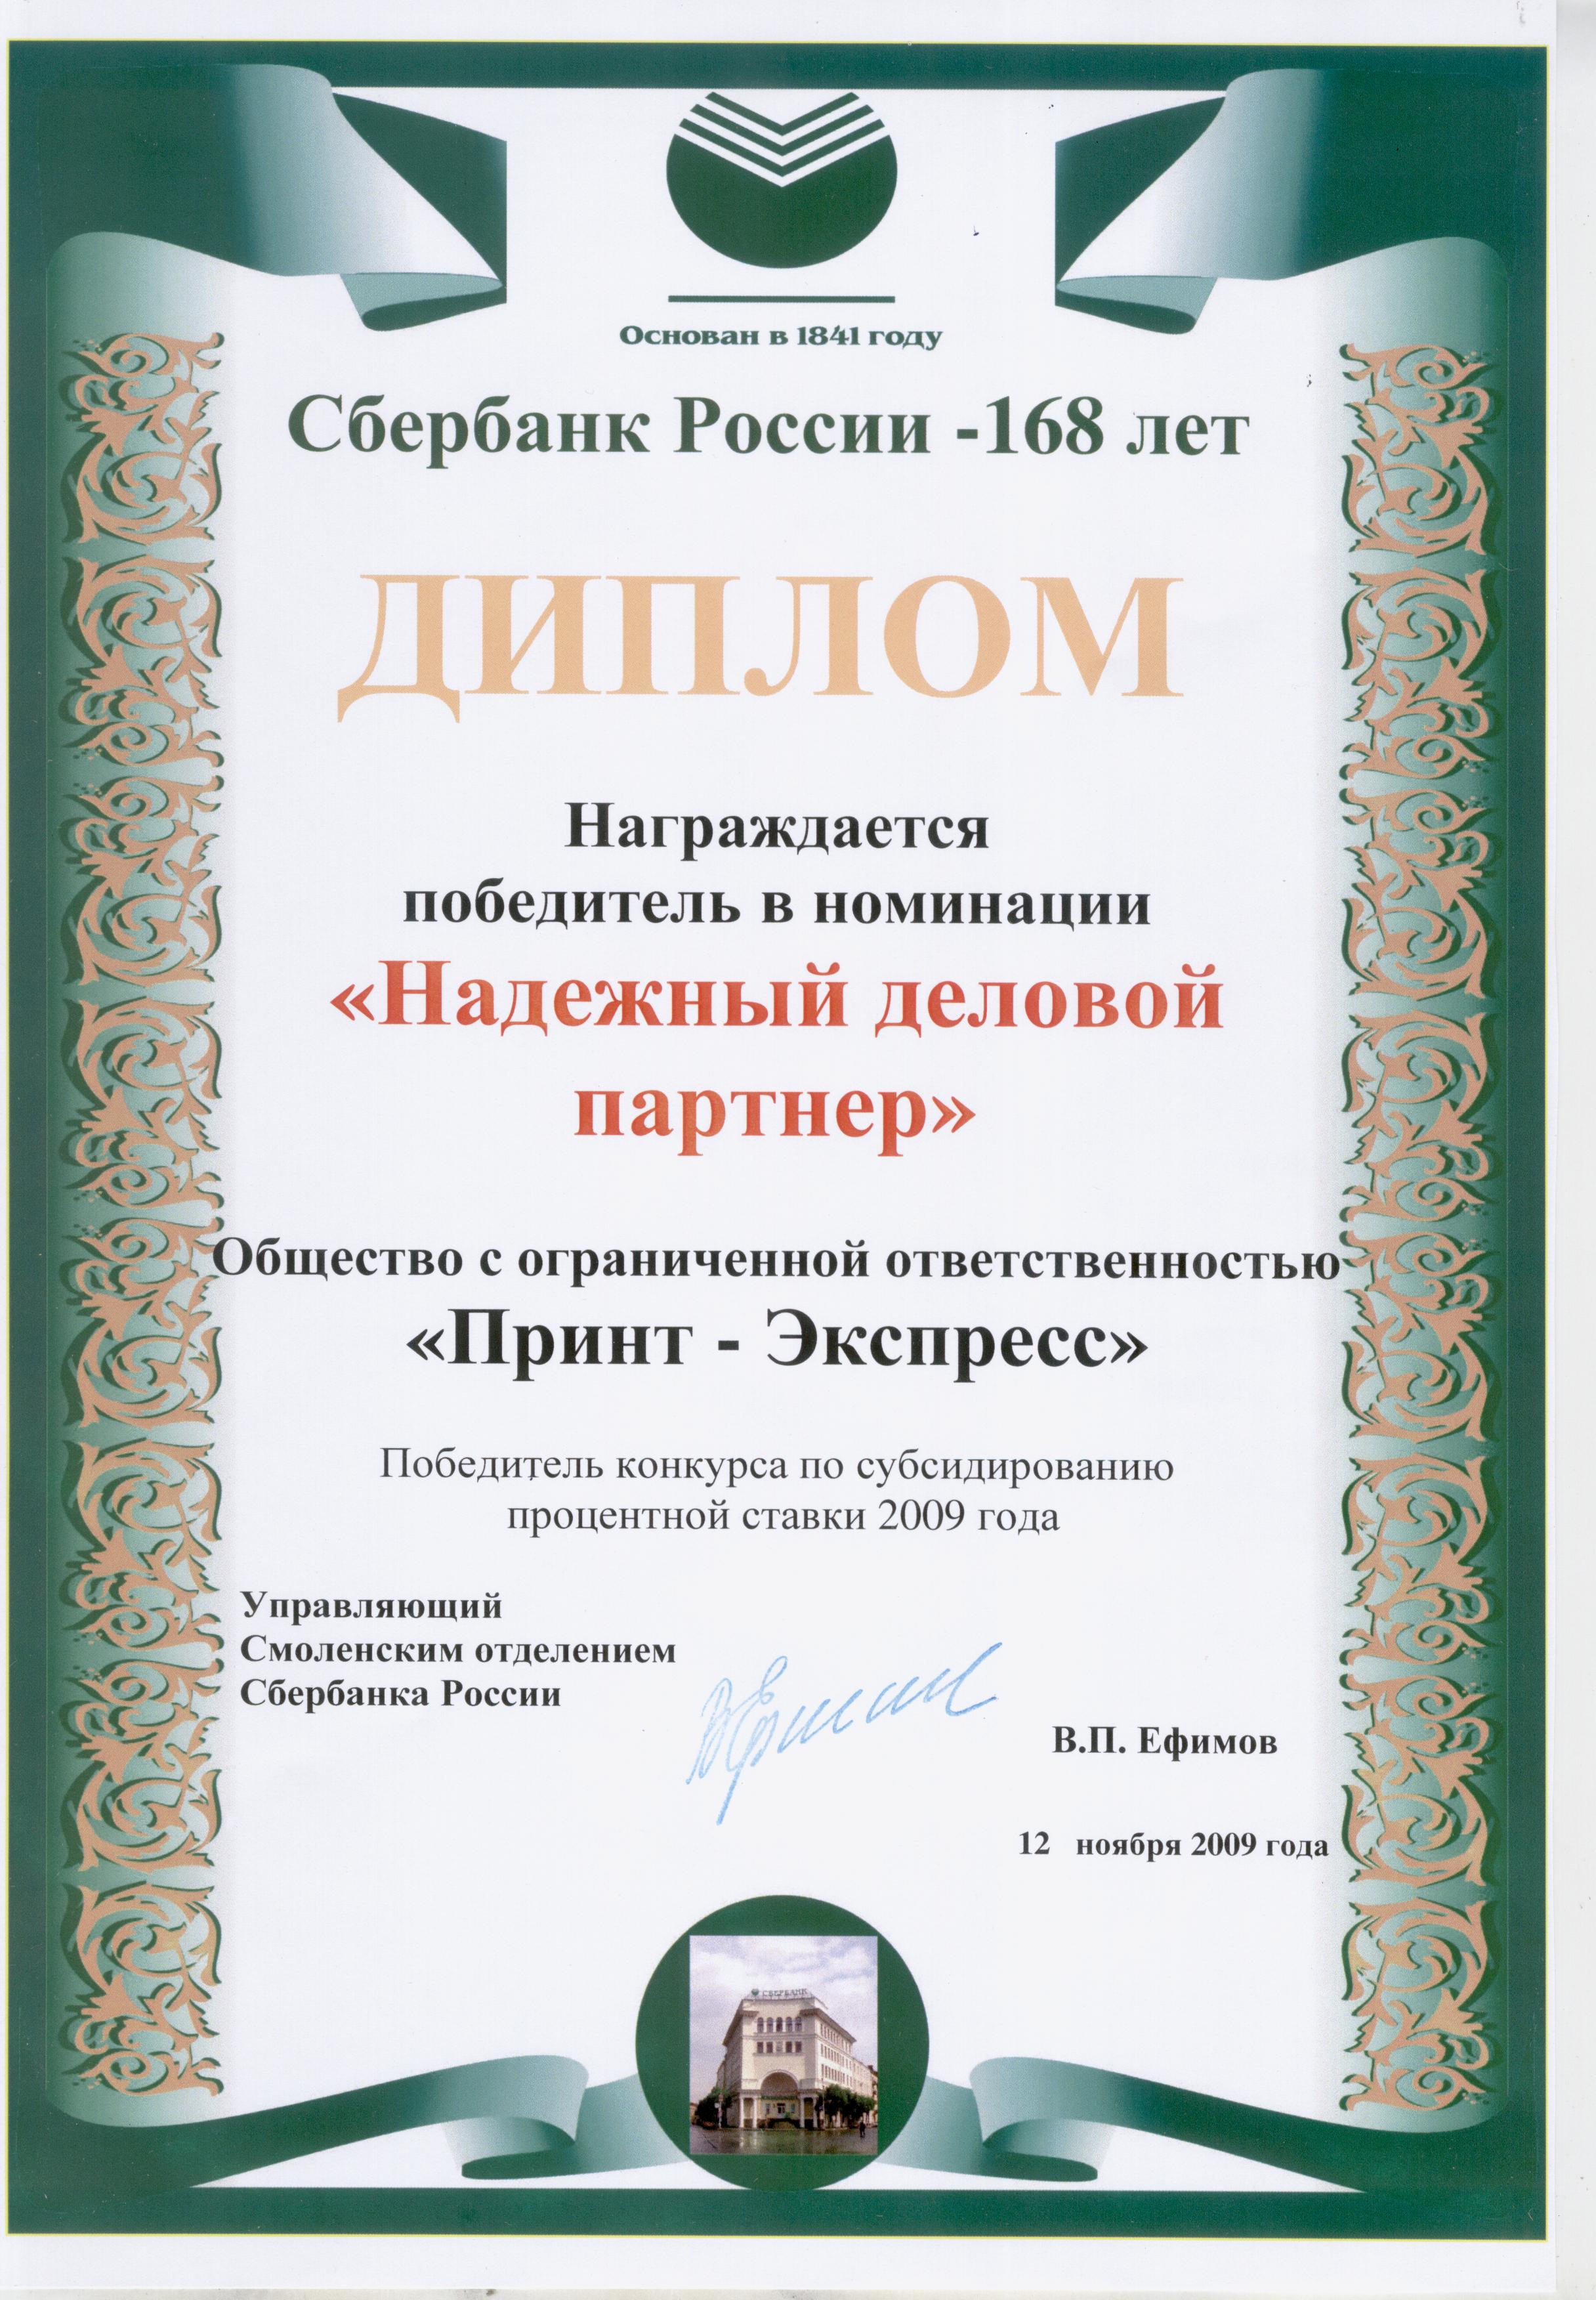 Основан в 1841 году
Сбербанк России -168 лет
ДИПЛОМ
Награждается
победитель в номинации
«Надежный деловой
партнер»
Общество с ограниченной ответственностью
«Принт - Экспресс»
Победитель конкурса по субсидированию
процентной ставки 2009 года
Управляющий
Смоленским отделением
Сбербанка России
В.П. Ефимов
12 ноября 2009 года
СБЕРБАНК